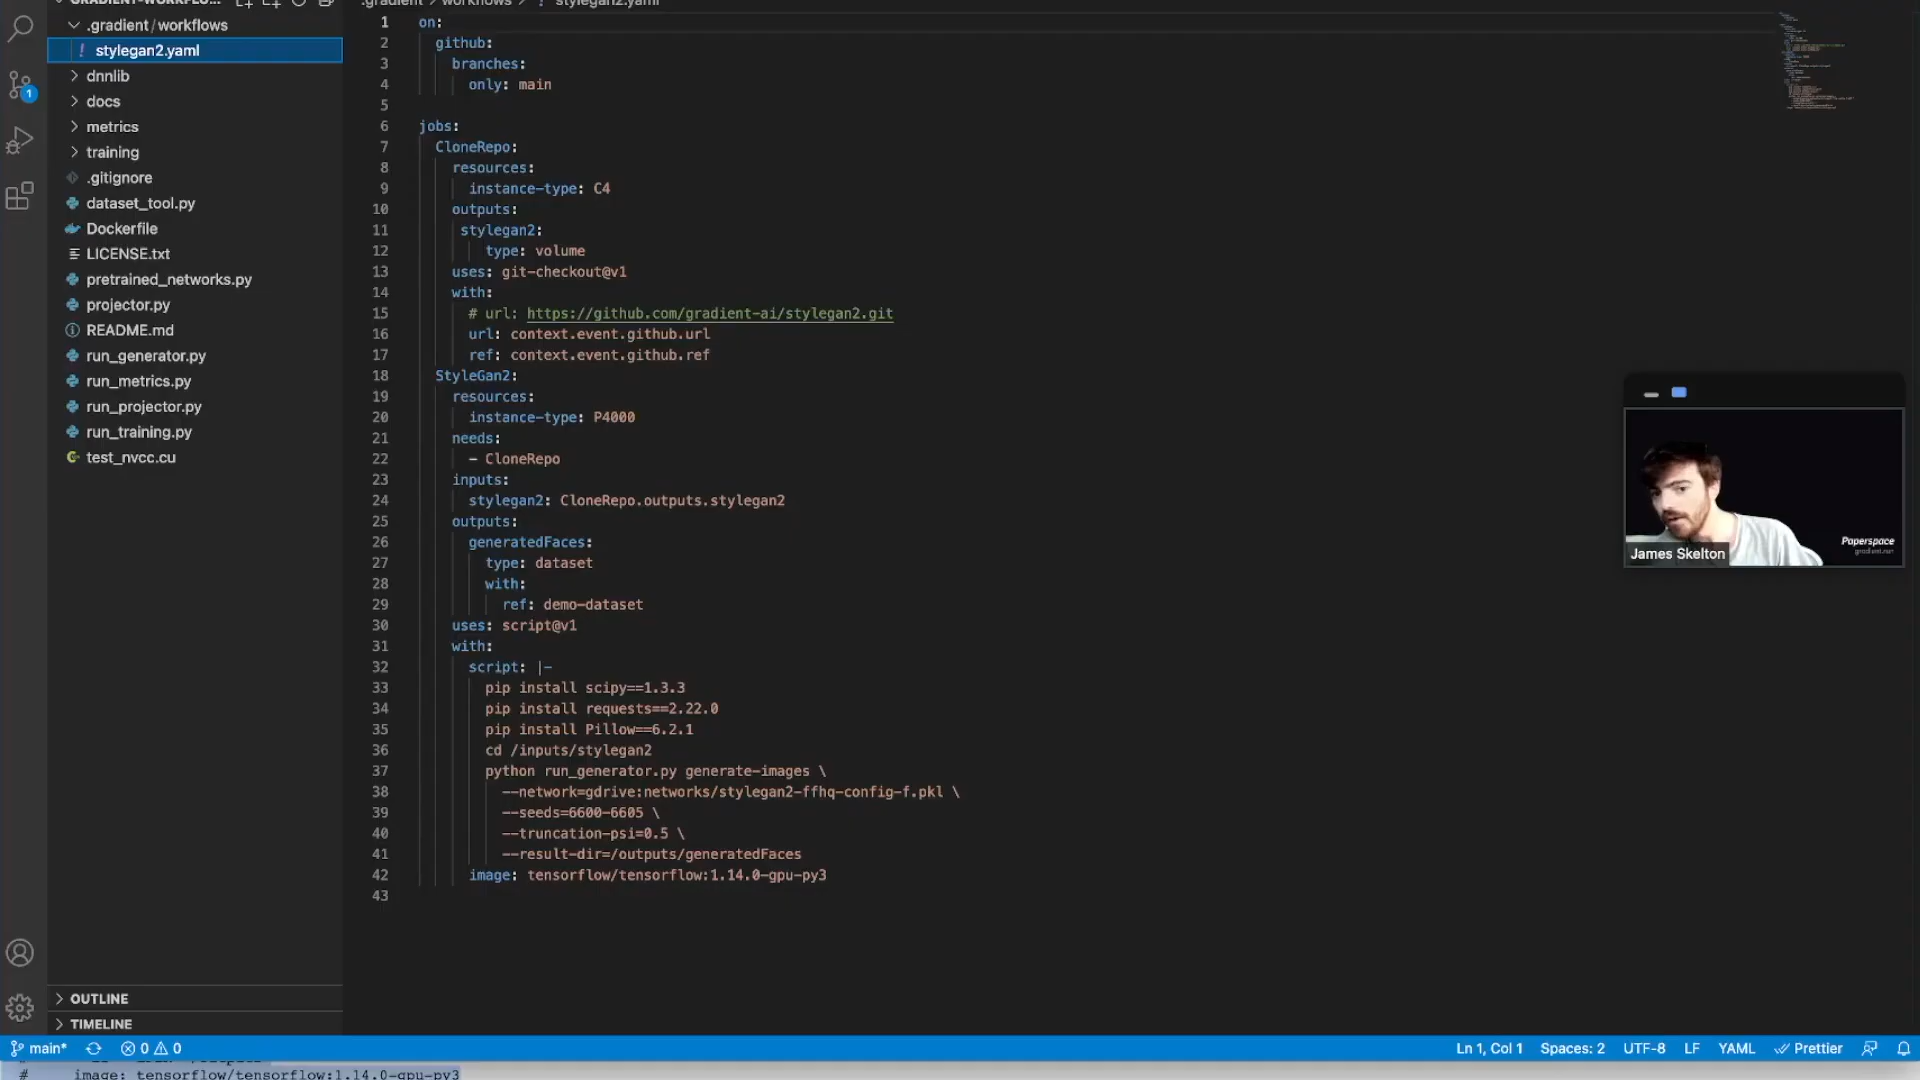 GRADIENT-WORKFLO...
.gradient / workflows
! stylegan2.yaml
dnnlib
docs
metrics
training
.gitignore
dataset_tool.py
Dockerfile
LICENSE.txt
pretrained_networks.py
projector.py
README.md
run_generator.py
run_metrics.py
run_projector.py
run_training.py
test_nvcc.cu
OUTLINE
TIMELINE
.gradient > workflows > ! stylegan2.yaml
1 on:
2 github:
3 branches:
4 only: main
5
6 jobs:
7 CloneRepo:
8 resources:
9 instance-type: C4
10 outputs:
11 stylegan2:
12 type: volume
13 uses: git-checkout@v1
14 with:
15 # url: https://github.com/gradient-ai/stylegan2.git
16 url: context.event.github.url
17 ref: context.event.github.ref
18 StyleGan2:
19 resources:
20 instance-type: P4000
21 needs:
22 - CloneRepo
23 inputs:
24 stylegan2: CloneRepo.outputs.stylegan2
25 outputs:
26 generatedFaces:
27 type: dataset
28 with:
29 ref: demo-dataset
30 uses: script@v1
31 with:
32 script: |-
33 pip install scipy==1.3.3
34 pip install requests==2.22.0
35 pip install Pillow==6.2.1
36 cd /inputs/stylegan2
37 python run_generator.py generate-images \
38 --network=gdrive:networks/stylegan2-ffhq-config-f.pkl \
39 --seeds=6600-6605 \
40 --truncation-psi=0.5 \
41 --result-dir=/outputs/generatedFaces
42 image: tensorflow/tensorflow:1.14.0-gpu-py3
43
1
Paperspace
gradient.run
James Skelton
main* 0 0 Ln 1, Col 1 Spaces: 2 UTF-8 LF YAML Prettier
# image: tensorflow/tensorflow:1.14.0-gpu-py3